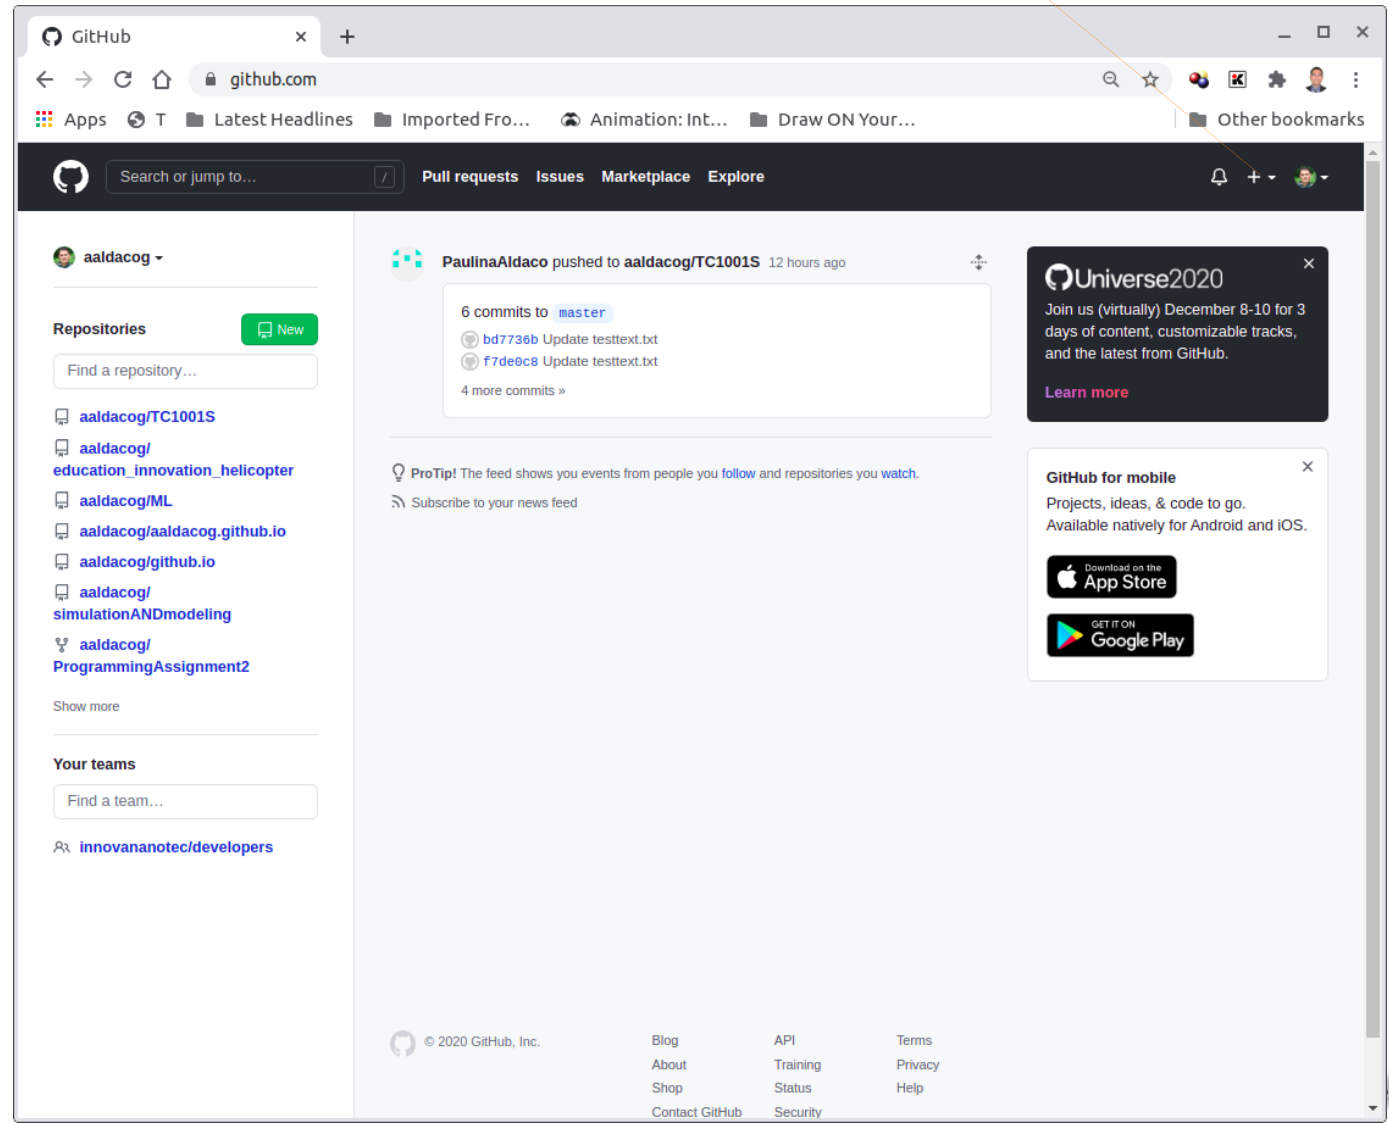 GitHub
github.com
Apps T Latest Headlines Imported Fro... Animation: Int... Draw ON Your... Other bookmarks
Search or jump to... / Pull requests Issues Marketplace Explore
aaldacog
Repositories New
Find a repository...
aaldacog/TC1001S
aaldacog/
education_innovation_helicopter
aaldacog/ML
aaldacog/aaldacog.github.io
aaldacog/github.io
aaldacog/
simulationANDmodeling
aaldacog/
ProgrammingAssignment2
Show more
Your teams
Find a team...
innovananotec/developers
PaulinaAldaco pushed to aaldacog/TC1001S 12 hours ago
6 commits to master
bd7736b Update testtext.txt
f7de0c8 Update testtext.txt
4 more commits »
ProTip! The feed shows you events from people you follow and repositories you watch.
Subscribe to your news feed
Universe2020
Join us (virtually) December 8-10 for 3
days of content, customizable tracks,
and the latest from GitHub.
Learn more
GitHub for mobile
Projects, ideas, & code to go.
Available natively for Android and iOS.
Download on the
App Store
GET IT ON
Google Play
© 2020 GitHub, Inc.
Blog API Terms
About Training Privacy
Shop Status Help
Contact GitHub Security